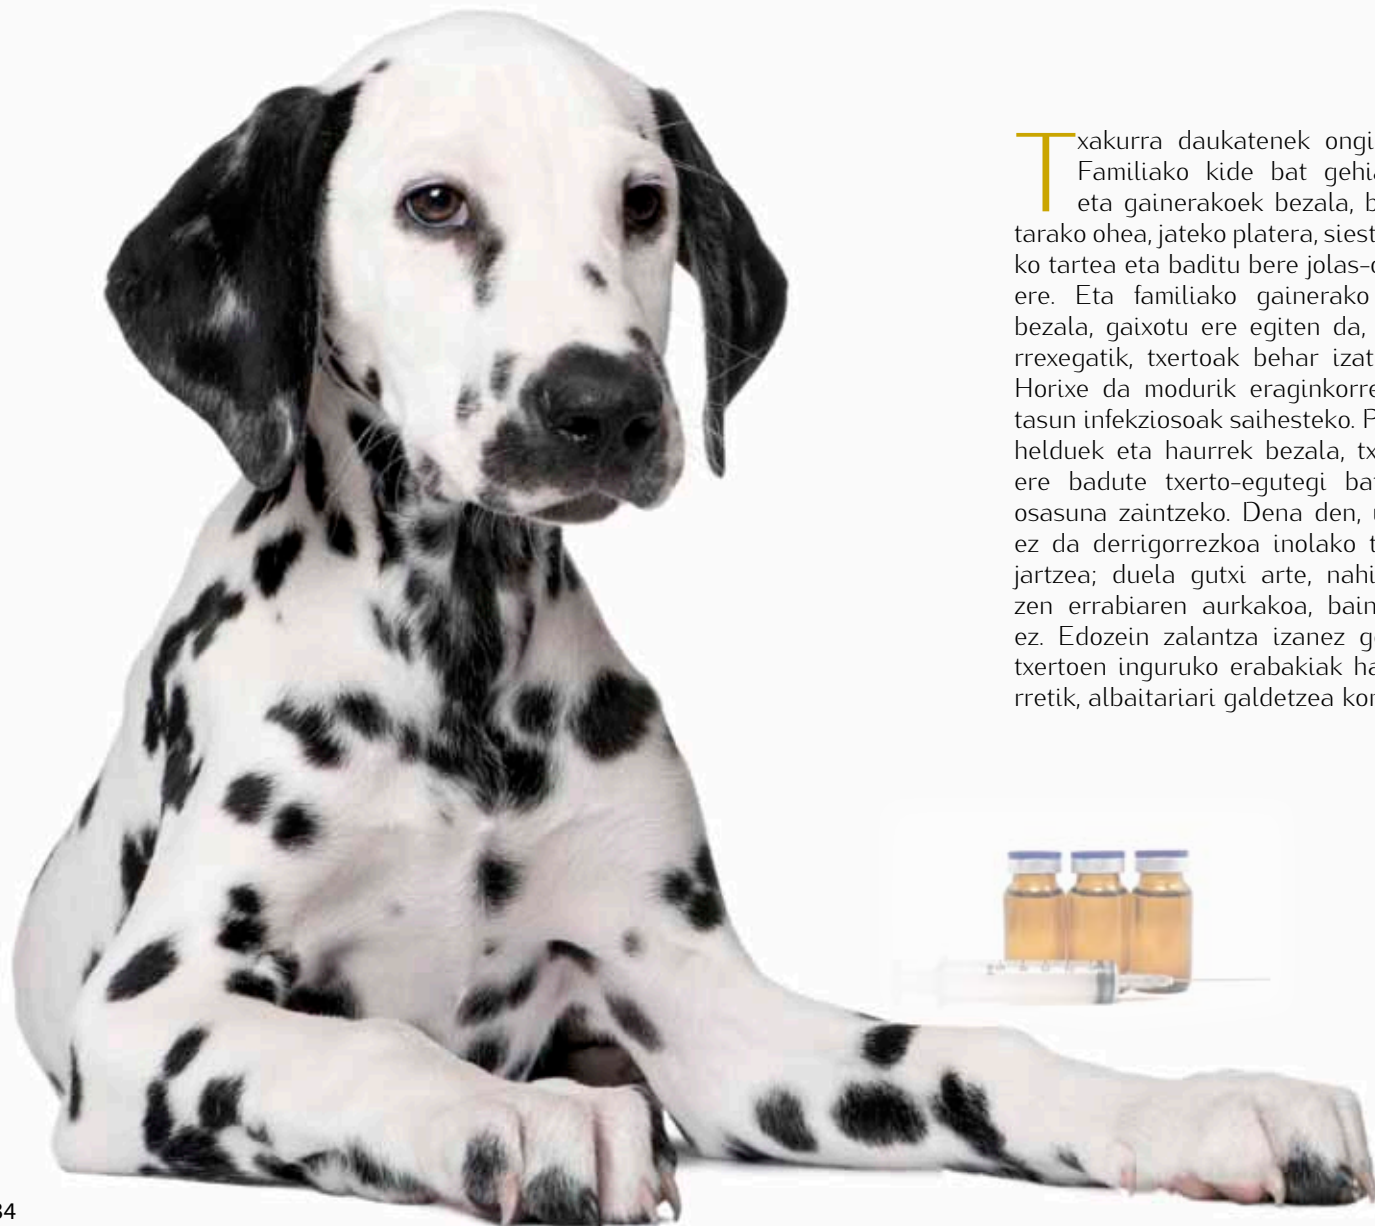 Txakurra daukatenek ongi
Familiako kide bat gehia
eta gainerakoek bezala, b
tarako ohea, jateko platera, siest
ko tartea eta baditu bere jolas-o
ere. Eta familiako gainerako
bezala, gaixotu ere egiten da,
rrexegatik, txertoak behar izat
Horixe da modurik eraginkorre
tasun infekziosoak saihesteko. P
helduek eta haurrek bezala, tx
ere badute txerto-egutegi ba
osasuna zaintzeko. Dena den, u
ez da derrigorrezkoa inolako t
jartzea; duela gutxi arte, nahi
zen errabiaren aurkakoa, bain
ez. Edozein zalantza izanez g
txertoen inguruko erabakiak ha
rretik, albaitariari galdetzea kon
34